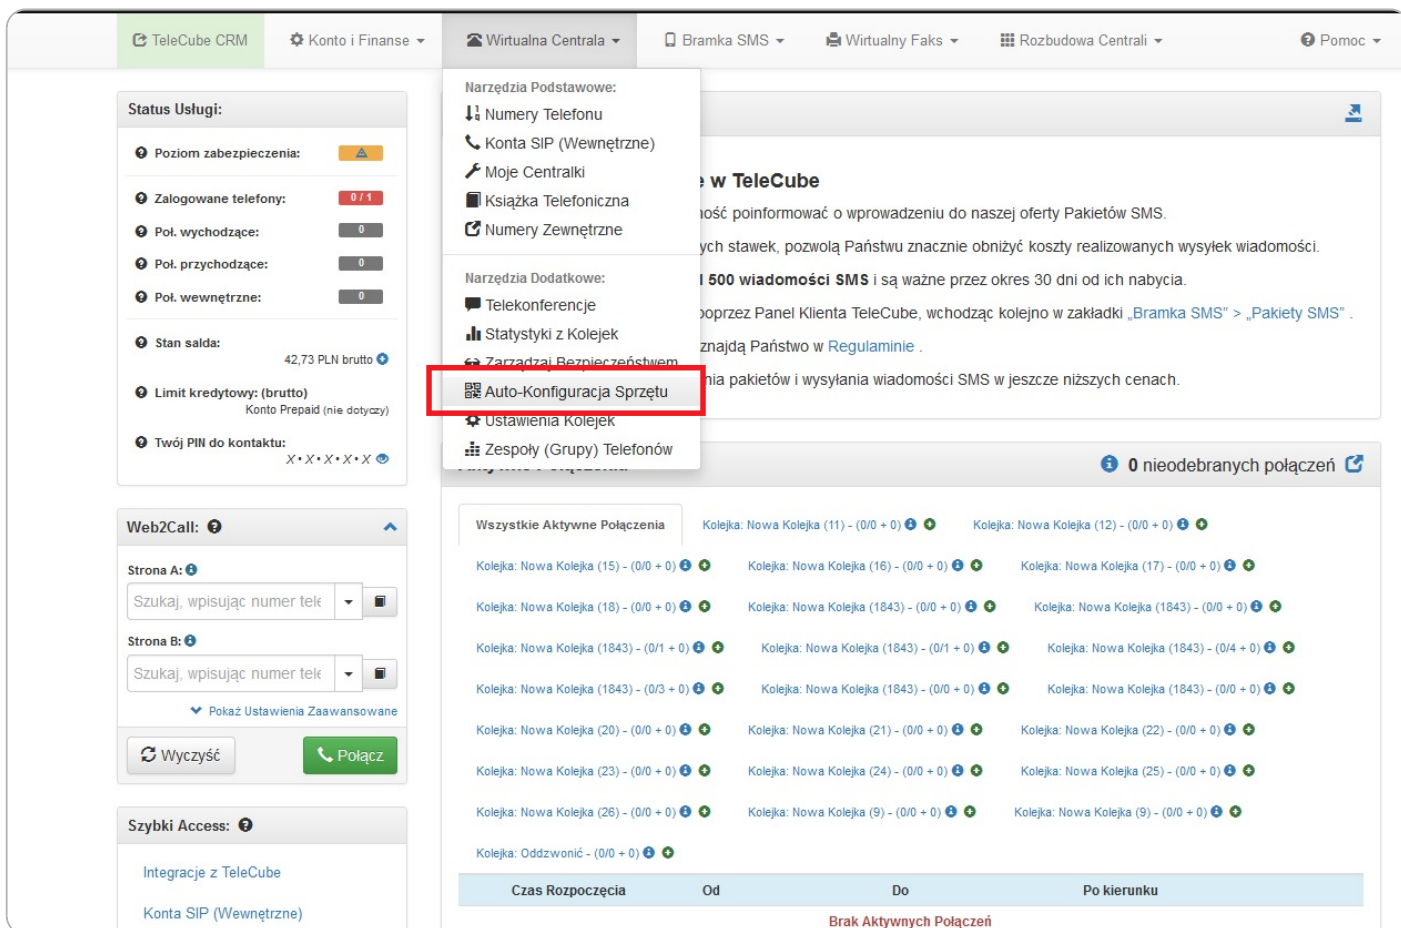 TeleCube CRM
Konto i Finanse
Wirtualna Centrala
Bramka SMS
Wirtualny Faks
Rozbudowa Centrali
Pomoc
Status Usługi:
Poziom zabezpieczenia:
Zalogowane telefony: 0 / 1
Poł. wychodzące: 0
Poł. przychodzące: 0
Poł. wewnętrzne: 0
Stan salda:
42,73 PLN brutto
Limit kredytowy: (brutto)
Konto Prepaid (nie dotyczy)
Twój PIN do kontaktu:
X•X•X•X•X
Web2Call:
Strona A:
Szukaj, wpisując numer tele
Strona B:
Szukaj, wpisując numer tele
Pokaż Ustawienia Zaawansowane
Wyczyść
Połącz
Szybki Access:
Integracje z TeleCube
Konta SIP (Wewnętrzne)
Narzędzia Podstawowe:
Numery Telefonu
Konta SIP (Wewnętrzne)
Moje Centralki
Książka Telefoniczna
Numery Zewnętrzne
Narzędzia Dodatkowe:
Telekonferencje
Statystyki z Kolejek
Zarządzaj Bezpieczeństwem
Auto-Konfiguracja Sprzętu
Ustawienia Kolejek
Zespoły (Grupy) Telefonów
e w TeleCube
ność poinformować o wprowadzeniu do naszej oferty Pakietów SMS.
ych stawek, pozwolą Państwu znacznie obniżyć koszty realizowanych wysyłek wiadomości.
500 wiadomości SMS i są ważne przez okres 30 dni od ich nabycia.
poprzez Panel Klienta TeleCube, wchodząc kolejno w zakładki „Bramka SMS” > „Pakiety SMS” .
znajdą Państwo w Regulaminie .
nia pakietów i wysyłania wiadomości SMS w jeszcze niższych cenach.
0 nieodebranych połączeń
Wszystkie Aktywne Połączenia Kolejka: Nowa Kolejka (11) - (0/0 + 0) Kolejka: Nowa Kolejka (12) - (0/0 + 0)
Kolejka: Nowa Kolejka (15) - (0/0 + 0) Kolejka: Nowa Kolejka (16) - (0/0 + 0) Kolejka: Nowa Kolejka (17) - (0/0 + 0)
Kolejka: Nowa Kolejka (18) - (0/0 + 0) Kolejka: Nowa Kolejka (1843) - (0/0 + 0) Kolejka: Nowa Kolejka (1843) - (0/0 + 0)
Kolejka: Nowa Kolejka (1843) - (0/1 + 0) Kolejka: Nowa Kolejka (1843) - (0/1 + 0) Kolejka: Nowa Kolejka (1843) - (0/4 + 0)
Kolejka: Nowa Kolejka (1843) - (0/3 + 0) Kolejka: Nowa Kolejka (1843) - (0/0 + 0) Kolejka: Nowa Kolejka (1843) - (0/0 + 0)
Kolejka: Nowa Kolejka (20) - (0/0 + 0) Kolejka: Nowa Kolejka (21) - (0/0 + 0) Kolejka: Nowa Kolejka (22) - (0/0 + 0)
Kolejka: Nowa Kolejka (23) - (0/0 + 0) Kolejka: Nowa Kolejka (24) - (0/0 + 0) Kolejka: Nowa Kolejka (25) - (0/0 + 0)
Kolejka: Nowa Kolejka (26) - (0/0 + 0) Kolejka: Nowa Kolejka (9) - (0/0 + 0) Kolejka: Nowa Kolejka (9) - (0/0 + 0)
Kolejka: Oddzwonić - (0/0 + 0)
Czas Rozpoczęcia Od Do Po kierunku
Brak Aktywnych Połączeń